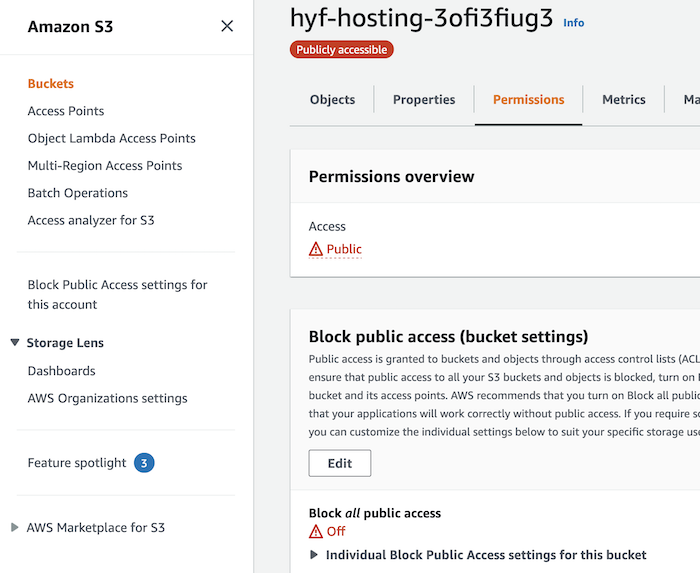 Amazon S3
Buckets
Access Points
Object Lambda Access Points
Multi-Region Access Points
Batch Operations
Access analyzer for S3
Block Public Access settings for
this account
Storage Lens
Dashboards
AWS Organizations settings
Feature spotlight 3
AWS Marketplace for S3
hyf-hosting-3ofi3fiug3 Info
Publicly accessible
Objects Properties Permissions Metrics Ma
Permissions overview
Access
Public
Block public access (bucket settings)
Public access is granted to buckets and objects through access control lists (ACL
ensure that public access to all your S3 buckets and objects is blocked, turn on
bucket and its access points. AWS recommends that you turn on Block all public
that your applications will work correctly without public access. If you require
you can customize the individual settings below to suit your specific storage
Edit
Block all public access
Off
Individual Block Public Access settings for this bucket